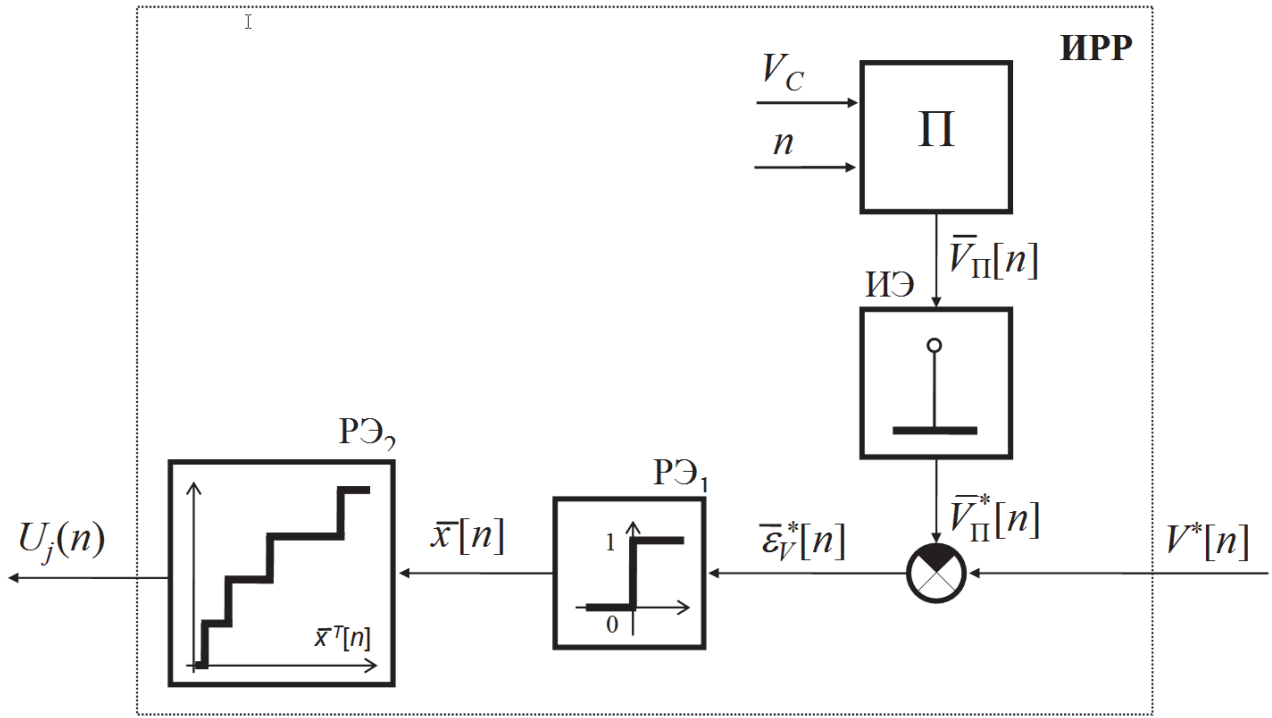 ИРР
V_C
П
n
V̅_П[n]
ИЭ
РЭ₂
РЭ₁
V̅*_П[n]
U_j(n)
x̅[n]
1
ε̅*_V[n]
V*[n]
0
x̅ᵀ[n]